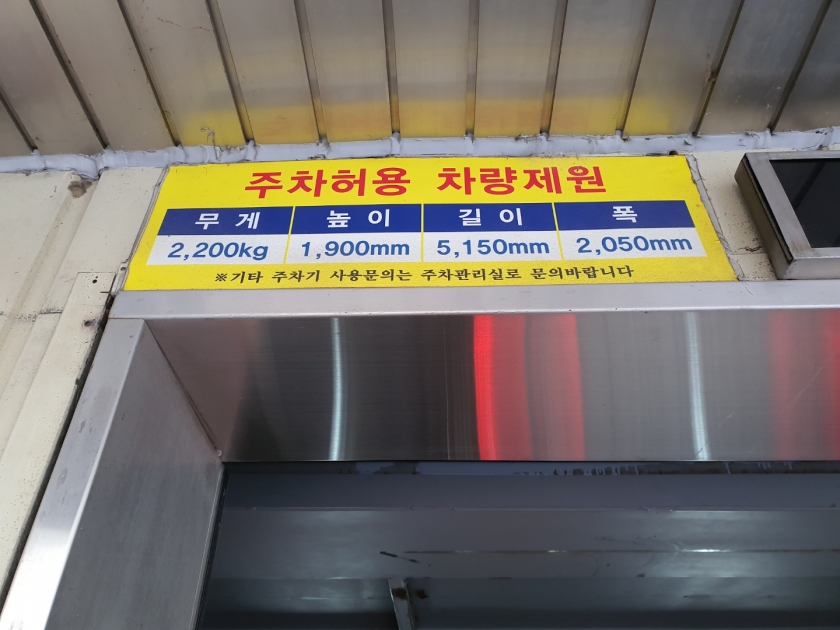 주차허용 차량제원
무게 높이 길이 폭
2,200kg 1,900mm 5,150mm 2,050mm
※기타 주차기 사용문의는 주차관리실로 문의바랍니다